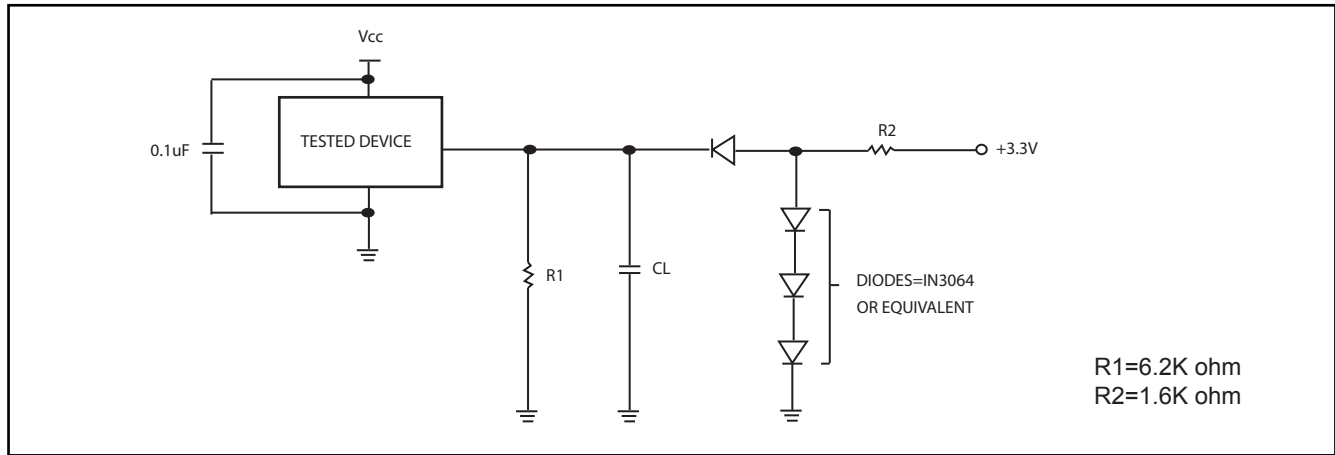 Vcc
0.1uF
TESTED DEVICE
R1
CL
R2
+3.3V
DIODES=IN3064
OR EQUIVALENT
R1=6.2K ohm
R2=1.6K ohm